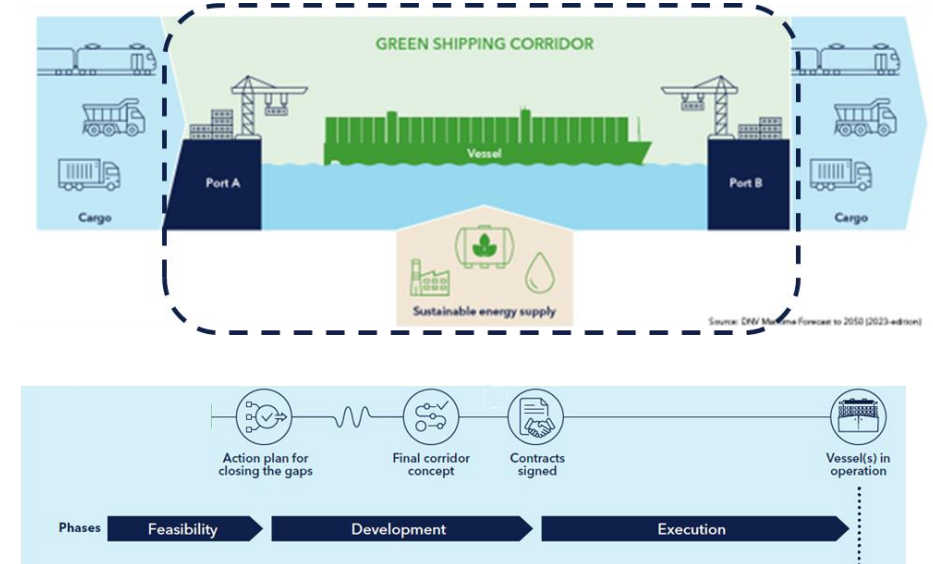 GREEN SHIPPING CORRIDOR
Vessel
Port A
Port B
Cargo
Cargo
Sustainable energy supply
Source: DNV Maritime Forecast to 2050 (2023-edition)
Action plan for
closing the gaps
Final corridor
concept
Contracts
signed
Vessel(s) in
operation
Phases
Feasibility
Development
Execution